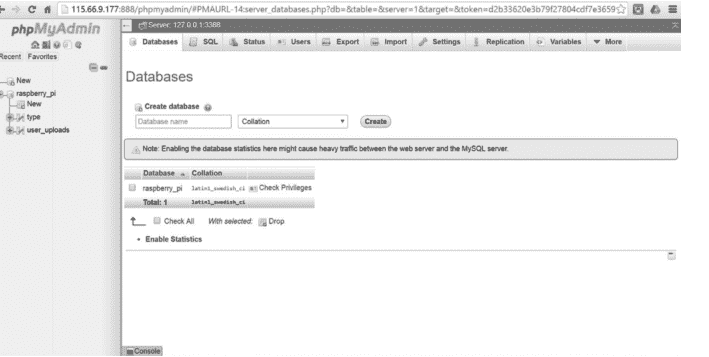 115.66.9.177:888/phpmyadmin/#PMAURL-14:server_databases.php?db=&table=&server=1&target=&token=d2b33620e3b79f27804cdf7e3659
phpMyAdmin
Server: 127.0.0.1:3388
Databases SQL Status Users Export Import Settings Replication Variables More
Recent Favorites
New
raspberry_pi
New
type
user_uploads
Databases
Create database
Database name Collation Create
Note: Enabling the database statistics here might cause heavy traffic between the web server and the MySQL server.
Database Collation
raspberry_pi latin1_swedish_ci Check Privileges
Total: 1 latin1_swedish_ci
Check All With selected: Drop
Enable Statistics
Console